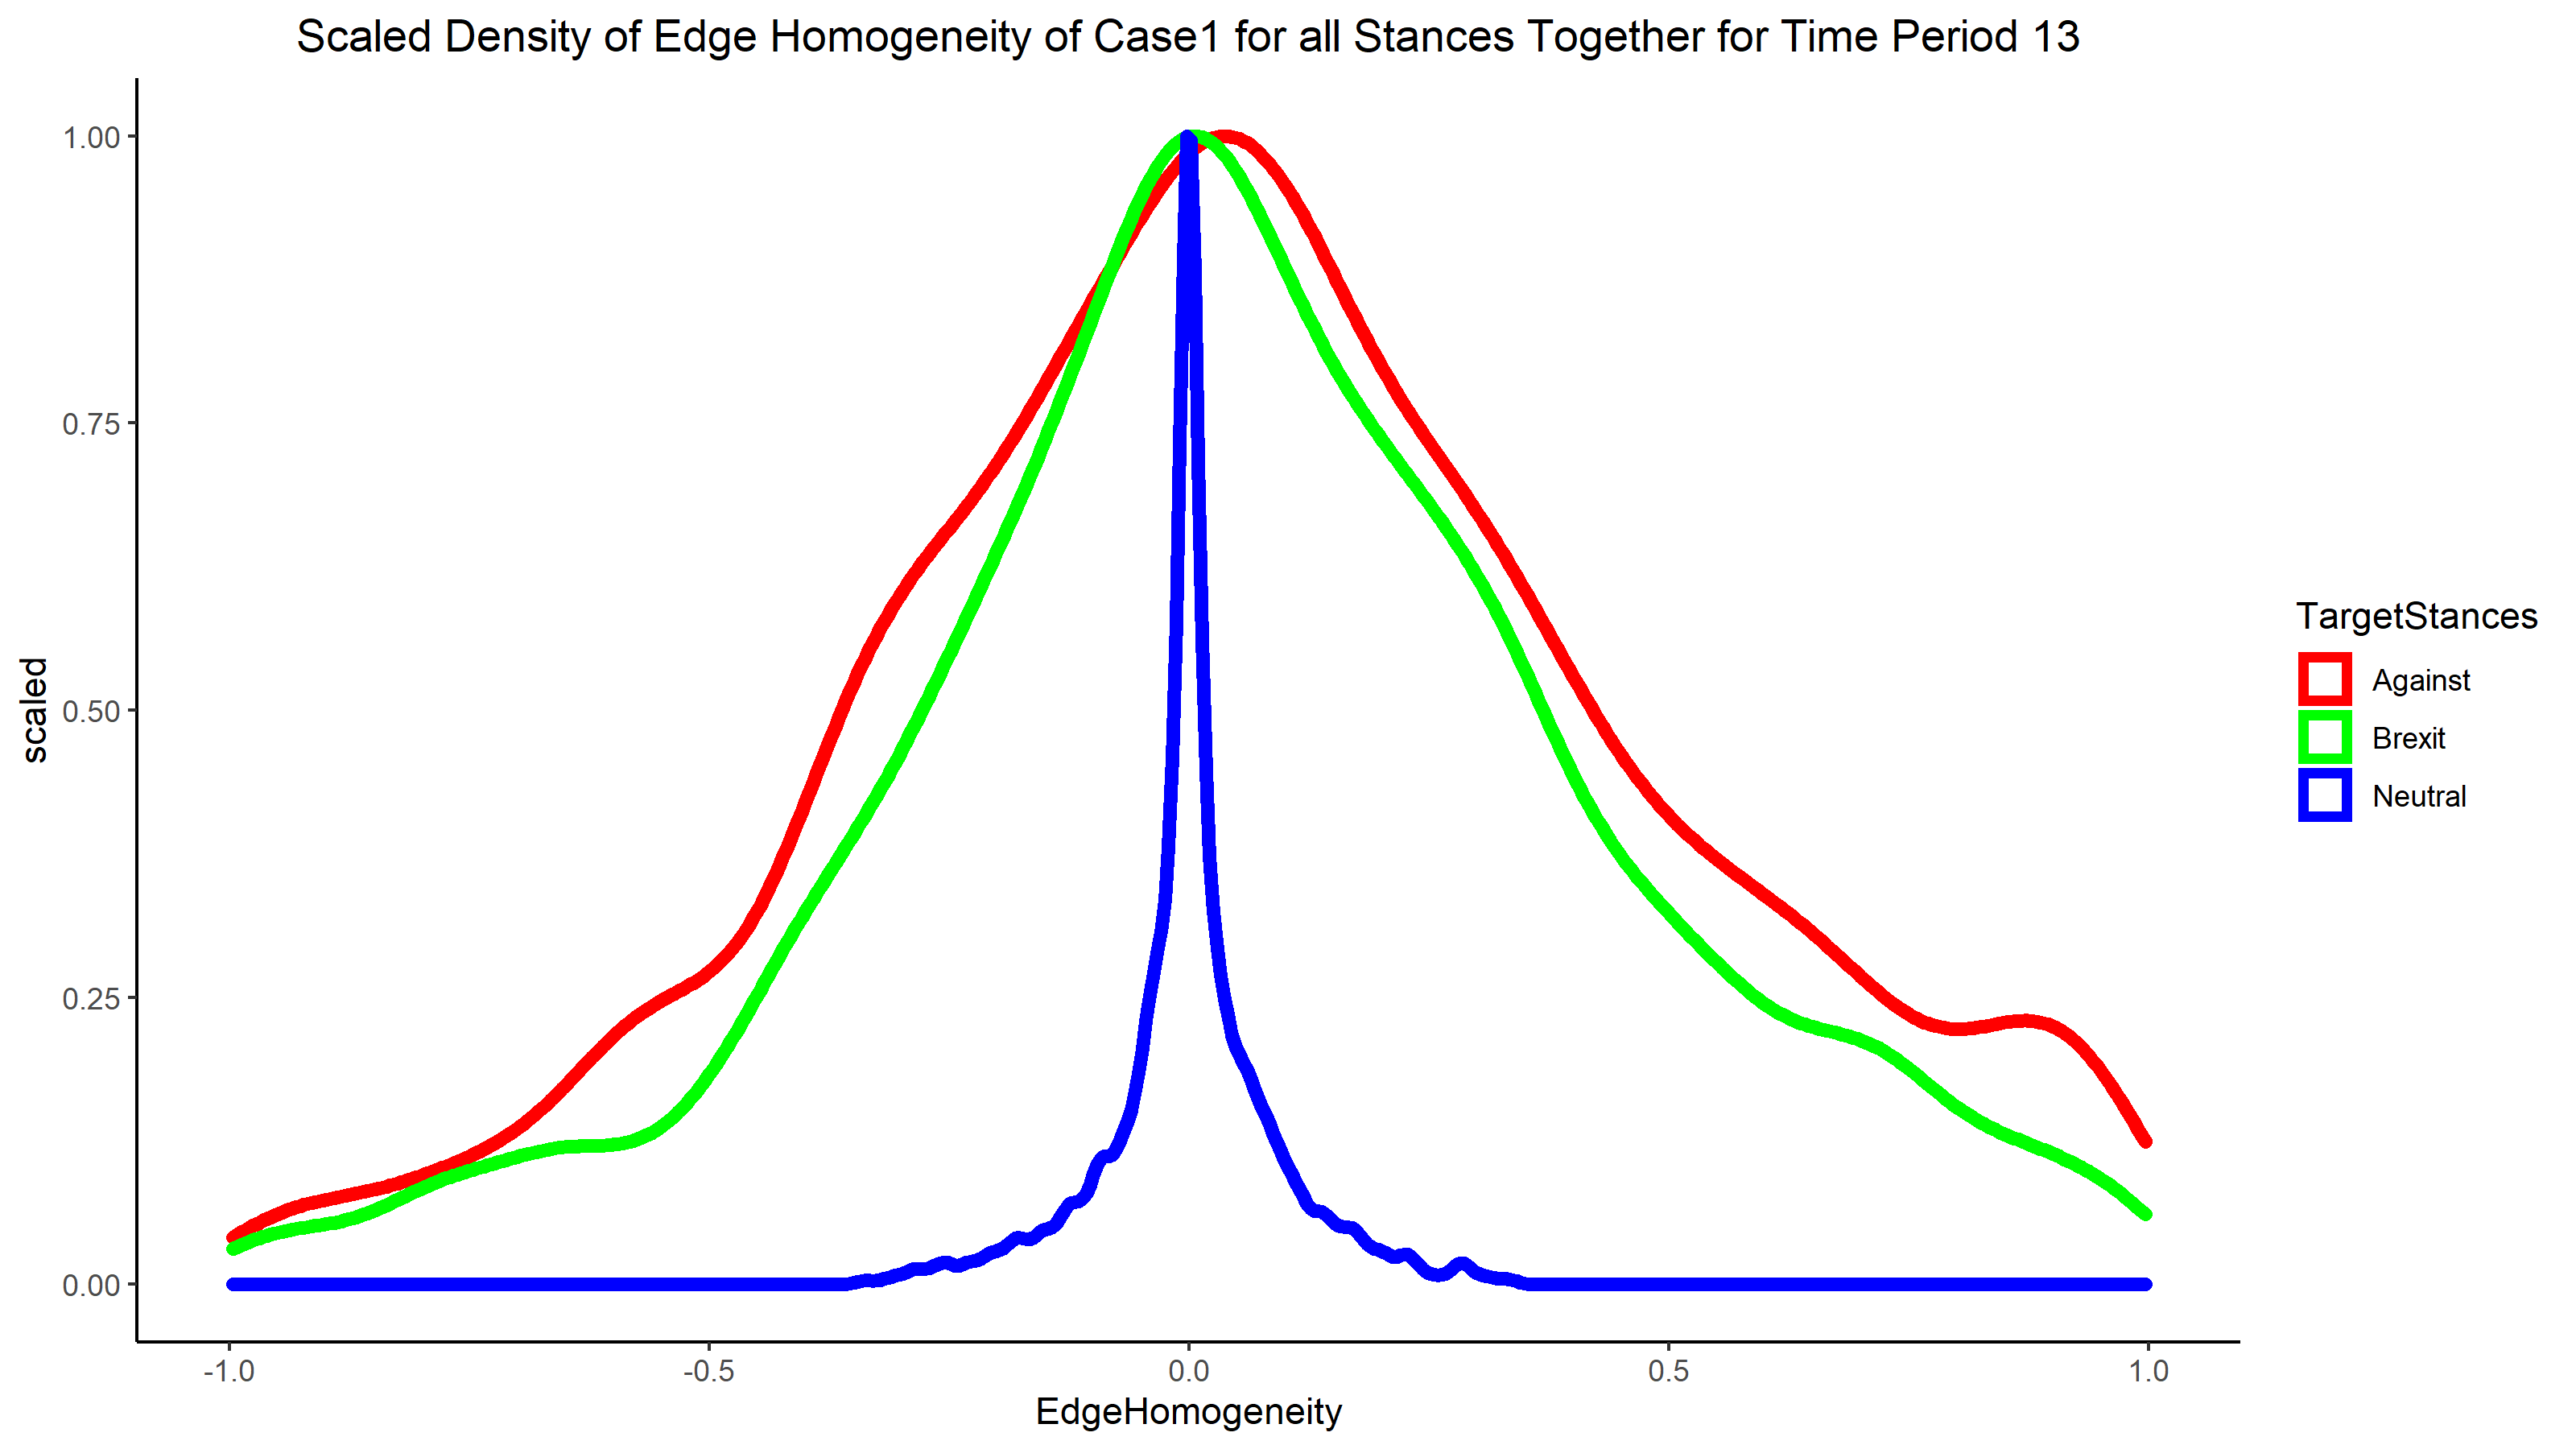 Scaled Density of Edge Homogeneity of Case1 for all Stances Together for Time Period 13
1.00
0.75
0.50
0.25
0.00
scaled
-1.0 -0.5 0.0 0.5 1.0
EdgeHomogeneity
TargetStances
Against
Brexit
Neutral